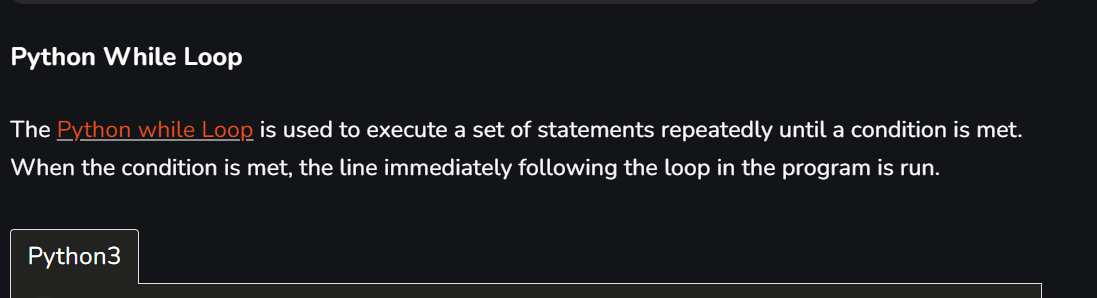 Python While Loop
The Python while Loop is used to execute a set of statements repeatedly until a condition is met.
When the condition is met, the line immediately following the loop in the program is run.
Python3